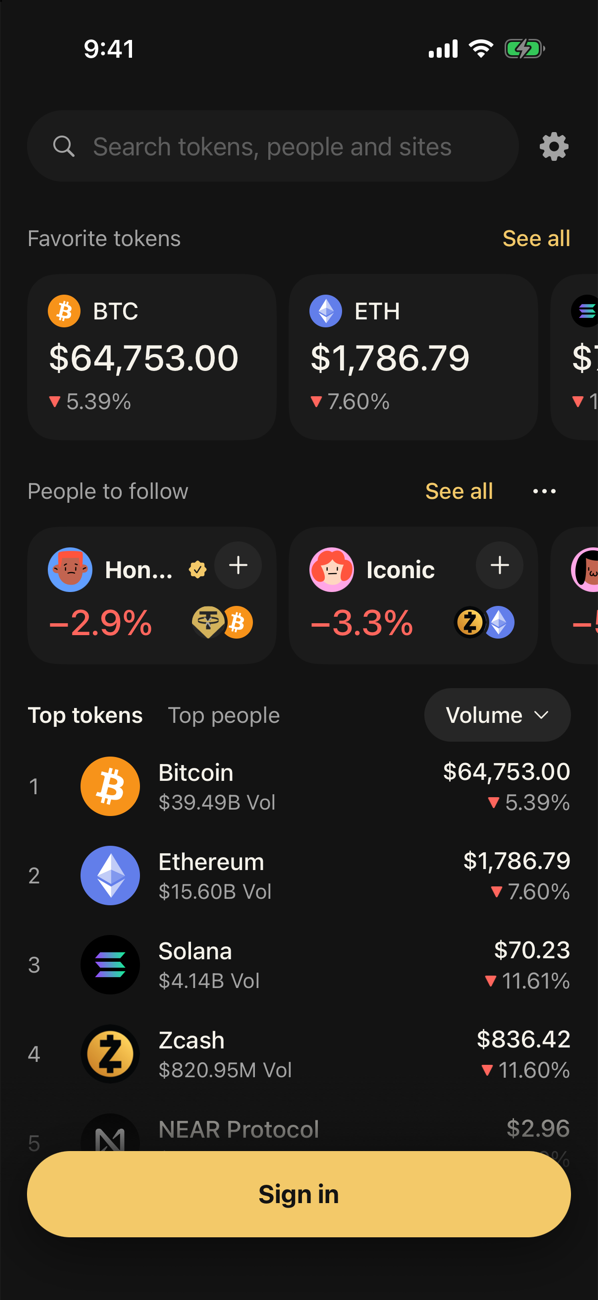 9:41
Search tokens, people and sites
Favorite tokens See all
BTC ETH
$64,753.00 $1,786.79
5.39% 7.60%
People to follow See all
Hon... Iconic
−2.9% −3.3%
Top tokens Top people Volume
1 Bitcoin $64,753.00
$39.49B Vol 5.39%
2 Ethereum $1,786.79
$15.60B Vol 7.60%
3 Solana $70.23
$4.14B Vol 11.61%
4 Zcash $836.42
$820.95M Vol 11.60%
5 NEAR Protocol $2.96
Sign in